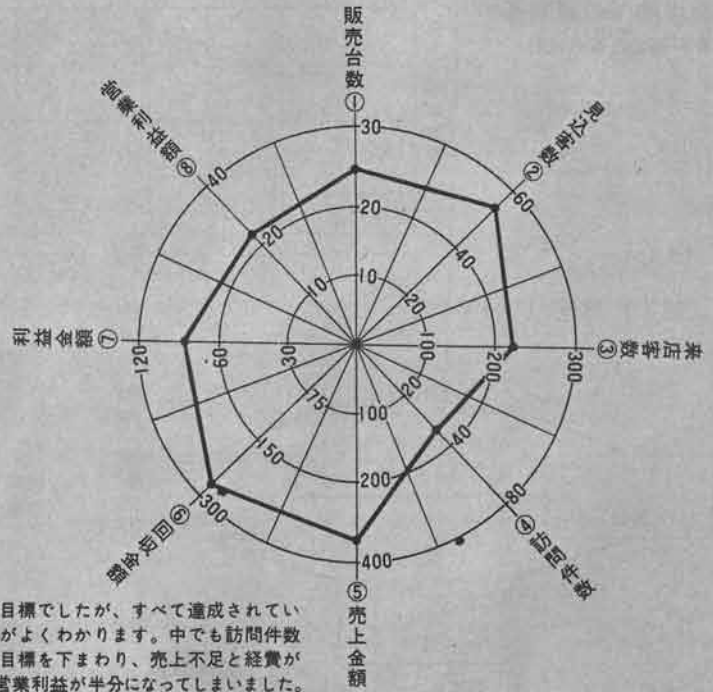 販売台数①
30
20
10
見込客数②
60
40
20
③来店客数
100
200
300
④訪問件数
20
40
80
100
200
400
⑤売上金額
⑥回収金額
75
150
300
利益金額⑦
120
60
30
営業利益額⑧
40
20
10
目標でしたが、すべて達成されてい
がよくわかります。中でも訪問件数
目標を下まわり、売上不足と経費が
営業利益が半分になってしまいました。